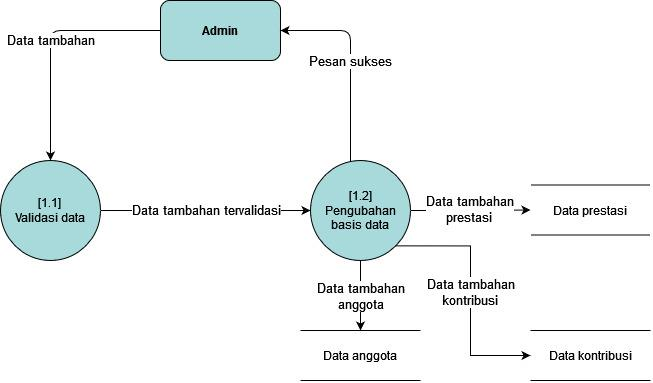 Admin
Data tambahan
Pesan sukses
[1.1]
Validasi data
Data tambahan tervalidasi
[1.2]
Pengubahan
basis data
Data tambahan
prestasi
Data prestasi
Data tambahan
anggota
Data tambahan
kontribusi
Data anggota
Data kontribusi